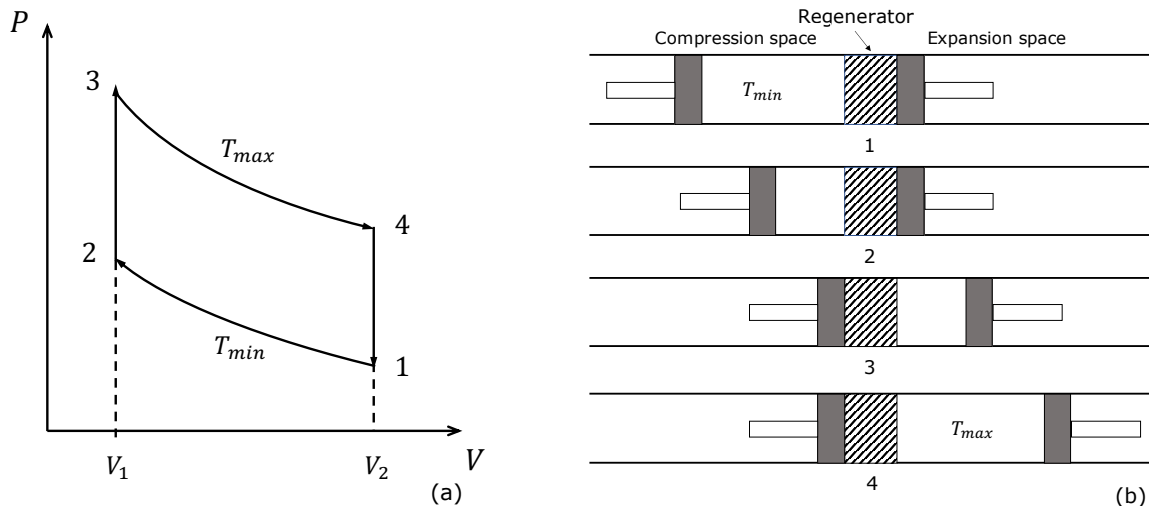 P
3
T_max
4
2
T_min
1
V_1
V_2
V
(a)
Regenerator
Compression space
Expansion space
T_min
1
2
3
T_max
4
(b)